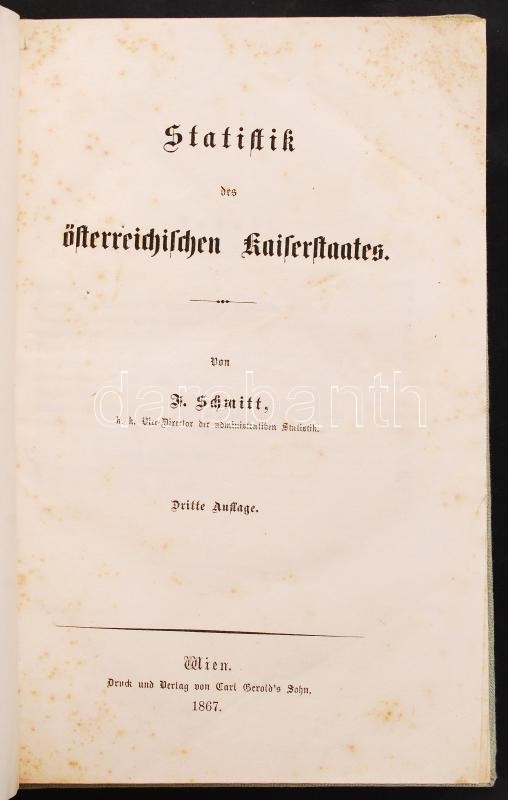 Statistik
des
österreichischen Kaiserstaates.
Von
F. Schmitt,
k. k. Vice-Director der administrativen Statistik.
darabanth
Dritte Auflage.
Wien.
Druck und Verlag von Carl Gerold's Sohn.
1867.